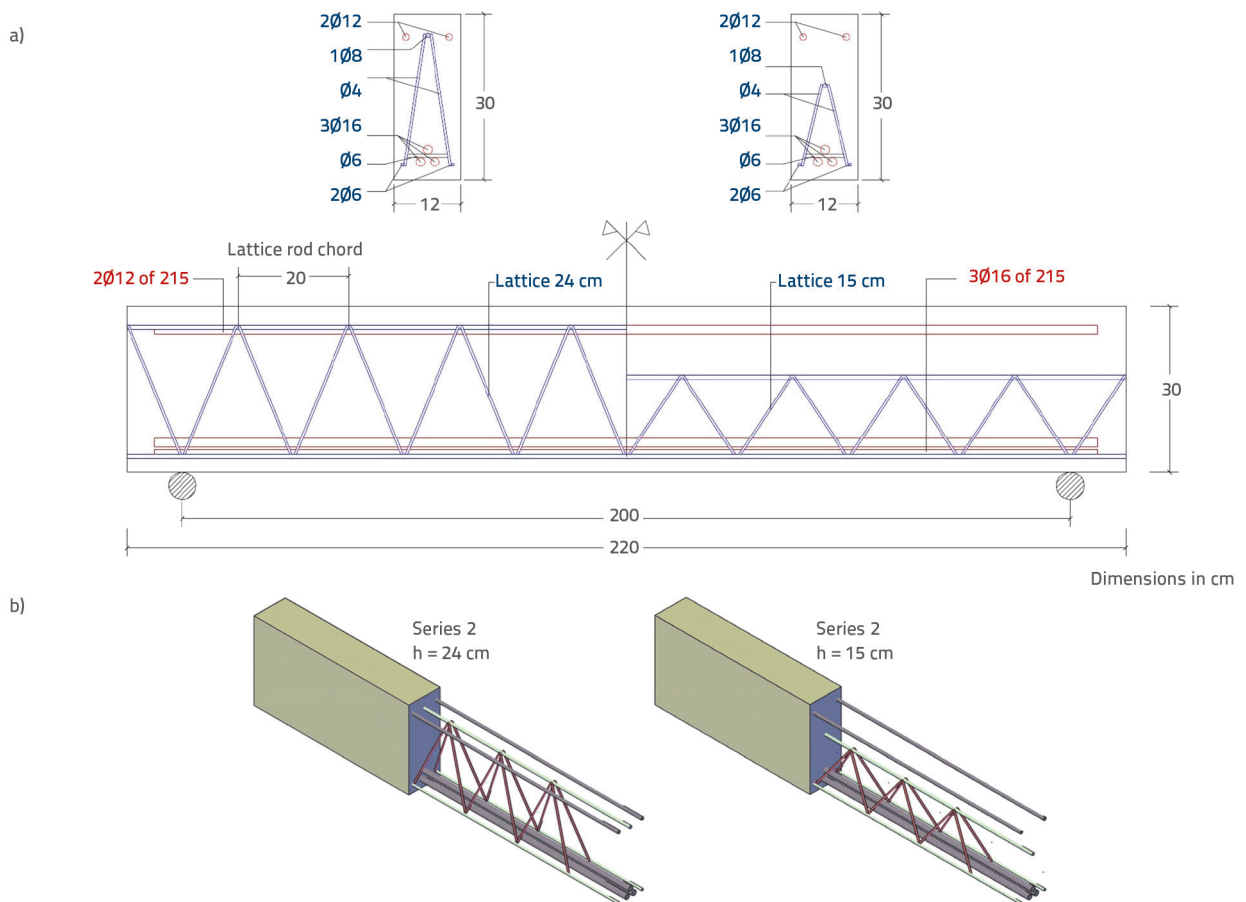 a)
2Ø12
1Ø8
Ø4
3Ø16
Ø6
2Ø6
30
12
2Ø12
1Ø8
Ø4
3Ø16
Ø6
2Ø6
30
12
Lattice rod chord
2Ø12 of 215
20
Lattice 24 cm
Lattice 15 cm
3Ø16 of 215
30
200
220
Dimensions in cm
b)
Series 2
h = 24 cm
Series 2
h = 15 cm